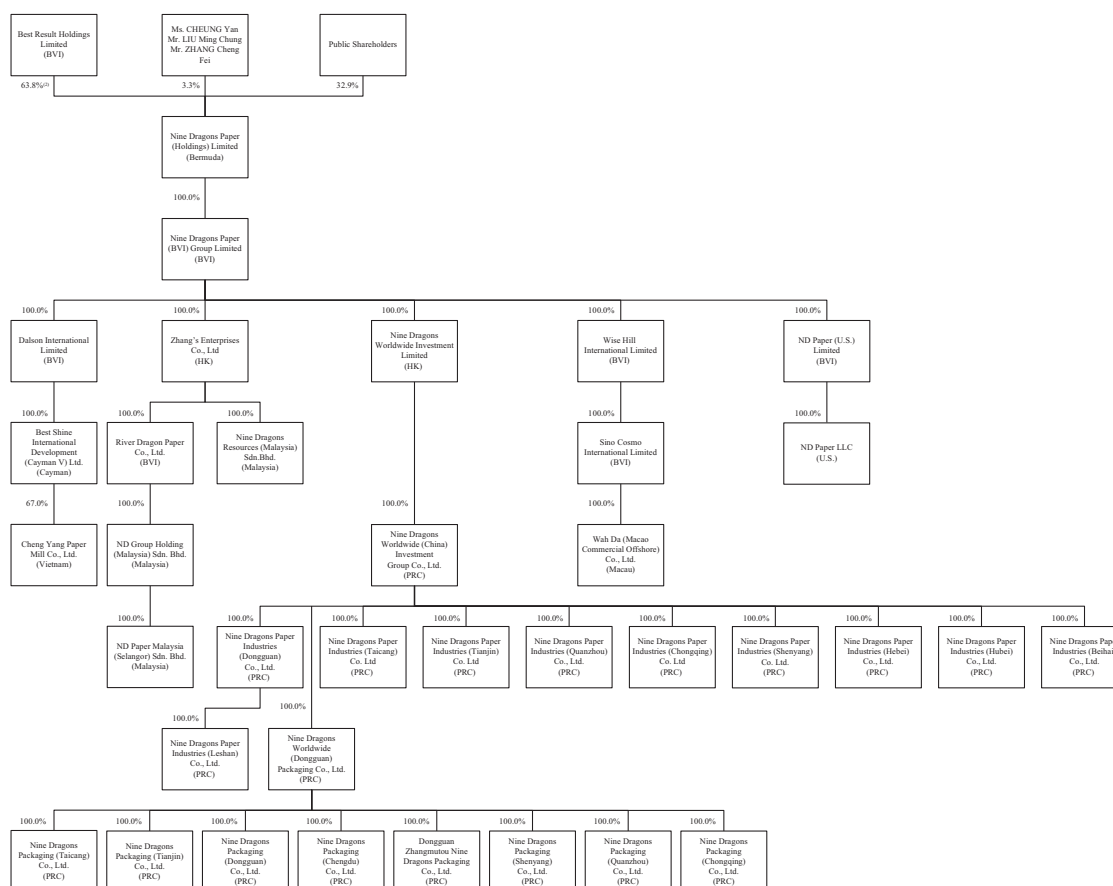 Best Result Holdings
Limited
(BVI)
Ms. CHEUNG Yan
Mr. LIU Ming Chung
Mr. ZHANG Cheng
Fei
Public Shareholders
63.8%⁽²⁾
3.3%
32.9%
Nine Dragons Paper
(Holdings) Limited
(Bermuda)
100.0%
Nine Dragons Paper
(BVI) Group Limited
(BVI)
100.0%
100.0%
100.0%
100.0%
100.0%
Dalson International
Limited
(BVI)
Zhang's Enterprises
Co., Ltd
(HK)
Nine Dragons
Worldwide Investment
Limited
(HK)
Wise Hill
International Limited
(BVI)
ND Paper (U.S.)
Limited
(BVI)
100.0%
100.0%
100.0%
100.0%
100.0%
Best Shine
International
Development
(Cayman V) Ltd.
(Cayman)
River Dragon Paper
Co., Ltd.
(BVI)
Nine Dragons
Resources (Malaysia)
Sdn.Bhd.
(Malaysia)
Sino Cosmo
International Limited
(BVI)
ND Paper LLC
(U.S.)
67.0%
100.0%
100.0%
100.0%
Cheng Yang Paper
Mill Co., Ltd.
(Vietnam)
ND Group Holding
(Malaysia) Sdn. Bhd.
(Malaysia)
Nine Dragons
Worldwide (China)
Investment
Group Co., Ltd.
(PRC)
Wah Da (Macao
Commercial Offshore)
Co., Ltd.
(Macau)
100.0%
100.0%
100.0%
100.0%
100.0%
100.0%
100.0%
100.0%
100.0%
100.0%
ND Paper Malaysia
(Selangor) Sdn. Bhd.
(Malaysia)
Nine Dragons Paper
Industries
(Dongguan)
Co., Ltd.
(PRC)
Nine Dragons Paper
Industries (Taicang)
Co. Ltd
(PRC)
Nine Dragons Paper
Industries (Tianjin)
Co. Ltd
(PRC)
Nine Dragons Paper
Industries (Quanzhou)
Co., Ltd.
(PRC)
Nine Dragons Paper
Industries (Chongqing)
Co. Ltd
(PRC)
Nine Dragons Paper
Industries (Shenyang)
Co. Ltd.
(PRC)
Nine Dragons Paper
Industries (Hebei)
Co., Ltd.
(PRC)
Nine Dragons Paper
Industries (Hubei)
Co., Ltd.
(PRC)
Nine Dragons Paper
Industries (Beihai)
Co., Ltd.
(PRC)
100.0%
100.0%
Nine Dragons Paper
Industries (Leshan)
Co., Ltd.
(PRC)
Nine Dragons
Worldwide
(Dongguan)
Packaging Co., Ltd.
(PRC)
100.0%
100.0%
100.0%
100.0%
100.0%
100.0%
100.0%
100.0%
Nine Dragons
Packaging (Taicang)
Co., Ltd.
(PRC)
Nine Dragons
Packaging (Tianjin)
Co., Ltd.
(PRC)
Nine Dragons
Packaging
(Dongguan)
Co., Ltd.
(PRC)
Nine Dragons
Packaging
(Chengdu)
Co., Ltd.
(PRC)
Dongguan
Zhangmutou Nine
Dragons Packaging
Co., Ltd.
(PRC)
Nine Dragons
Packaging
(Shenyang)
Co., Ltd.
(PRC)
Nine Dragons
Packaging
(Quanzhou)
Co., Ltd.
(PRC)
Nine Dragons
Packaging
(Chongqing)
Co., Ltd.
(PRC)